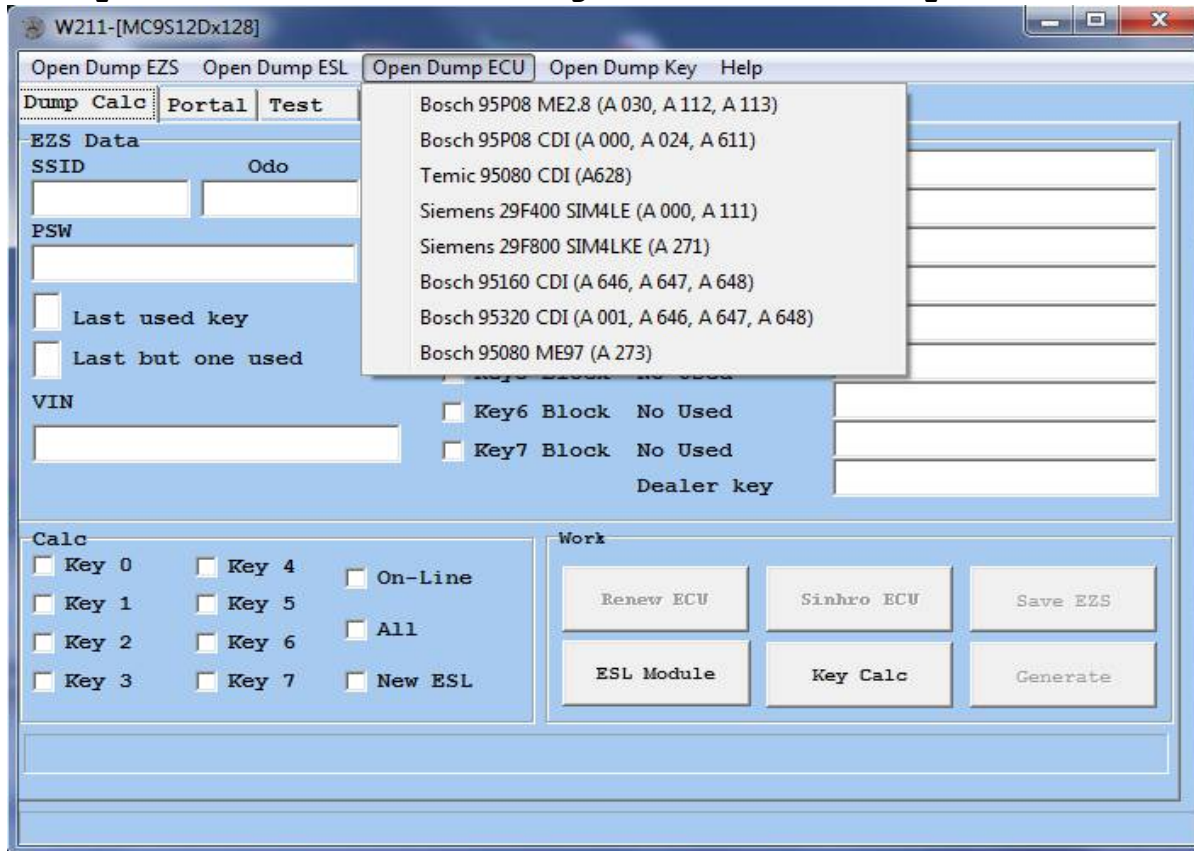 W211-[MC9S12Dx128]
Open Dump EZS Open Dump ESL Open Dump ECU Open Dump Key Help
Dump Calc Portal Test
Bosch 95P08 ME2.8 (A 030, A 112, A 113)
Bosch 95P08 CDI (A 000, A 024, A 611)
Temic 95080 CDI (A628)
Siemens 29F400 SIM4LE (A 000, A 111)
Siemens 29F800 SIM4LKE (A 271)
Bosch 95160 CDI (A 646, A 647, A 648)
Bosch 95320 CDI (A 001, A 646, A 647, A 648)
Bosch 95080 ME97 (A 273)
EZS Data
SSID Odo
PSW
Last used key
Last but one used
VIN
Key6 Block No Used
Key7 Block No Used
Dealer key
Calc
Key 0 Key 4 On-Line
Key 1 Key 5
All
Key 2 Key 6
Key 3 Key 7 New ESL
Work
Renew ECU Sinhro ECU Save EZS
ESL Module Key Calc Generate